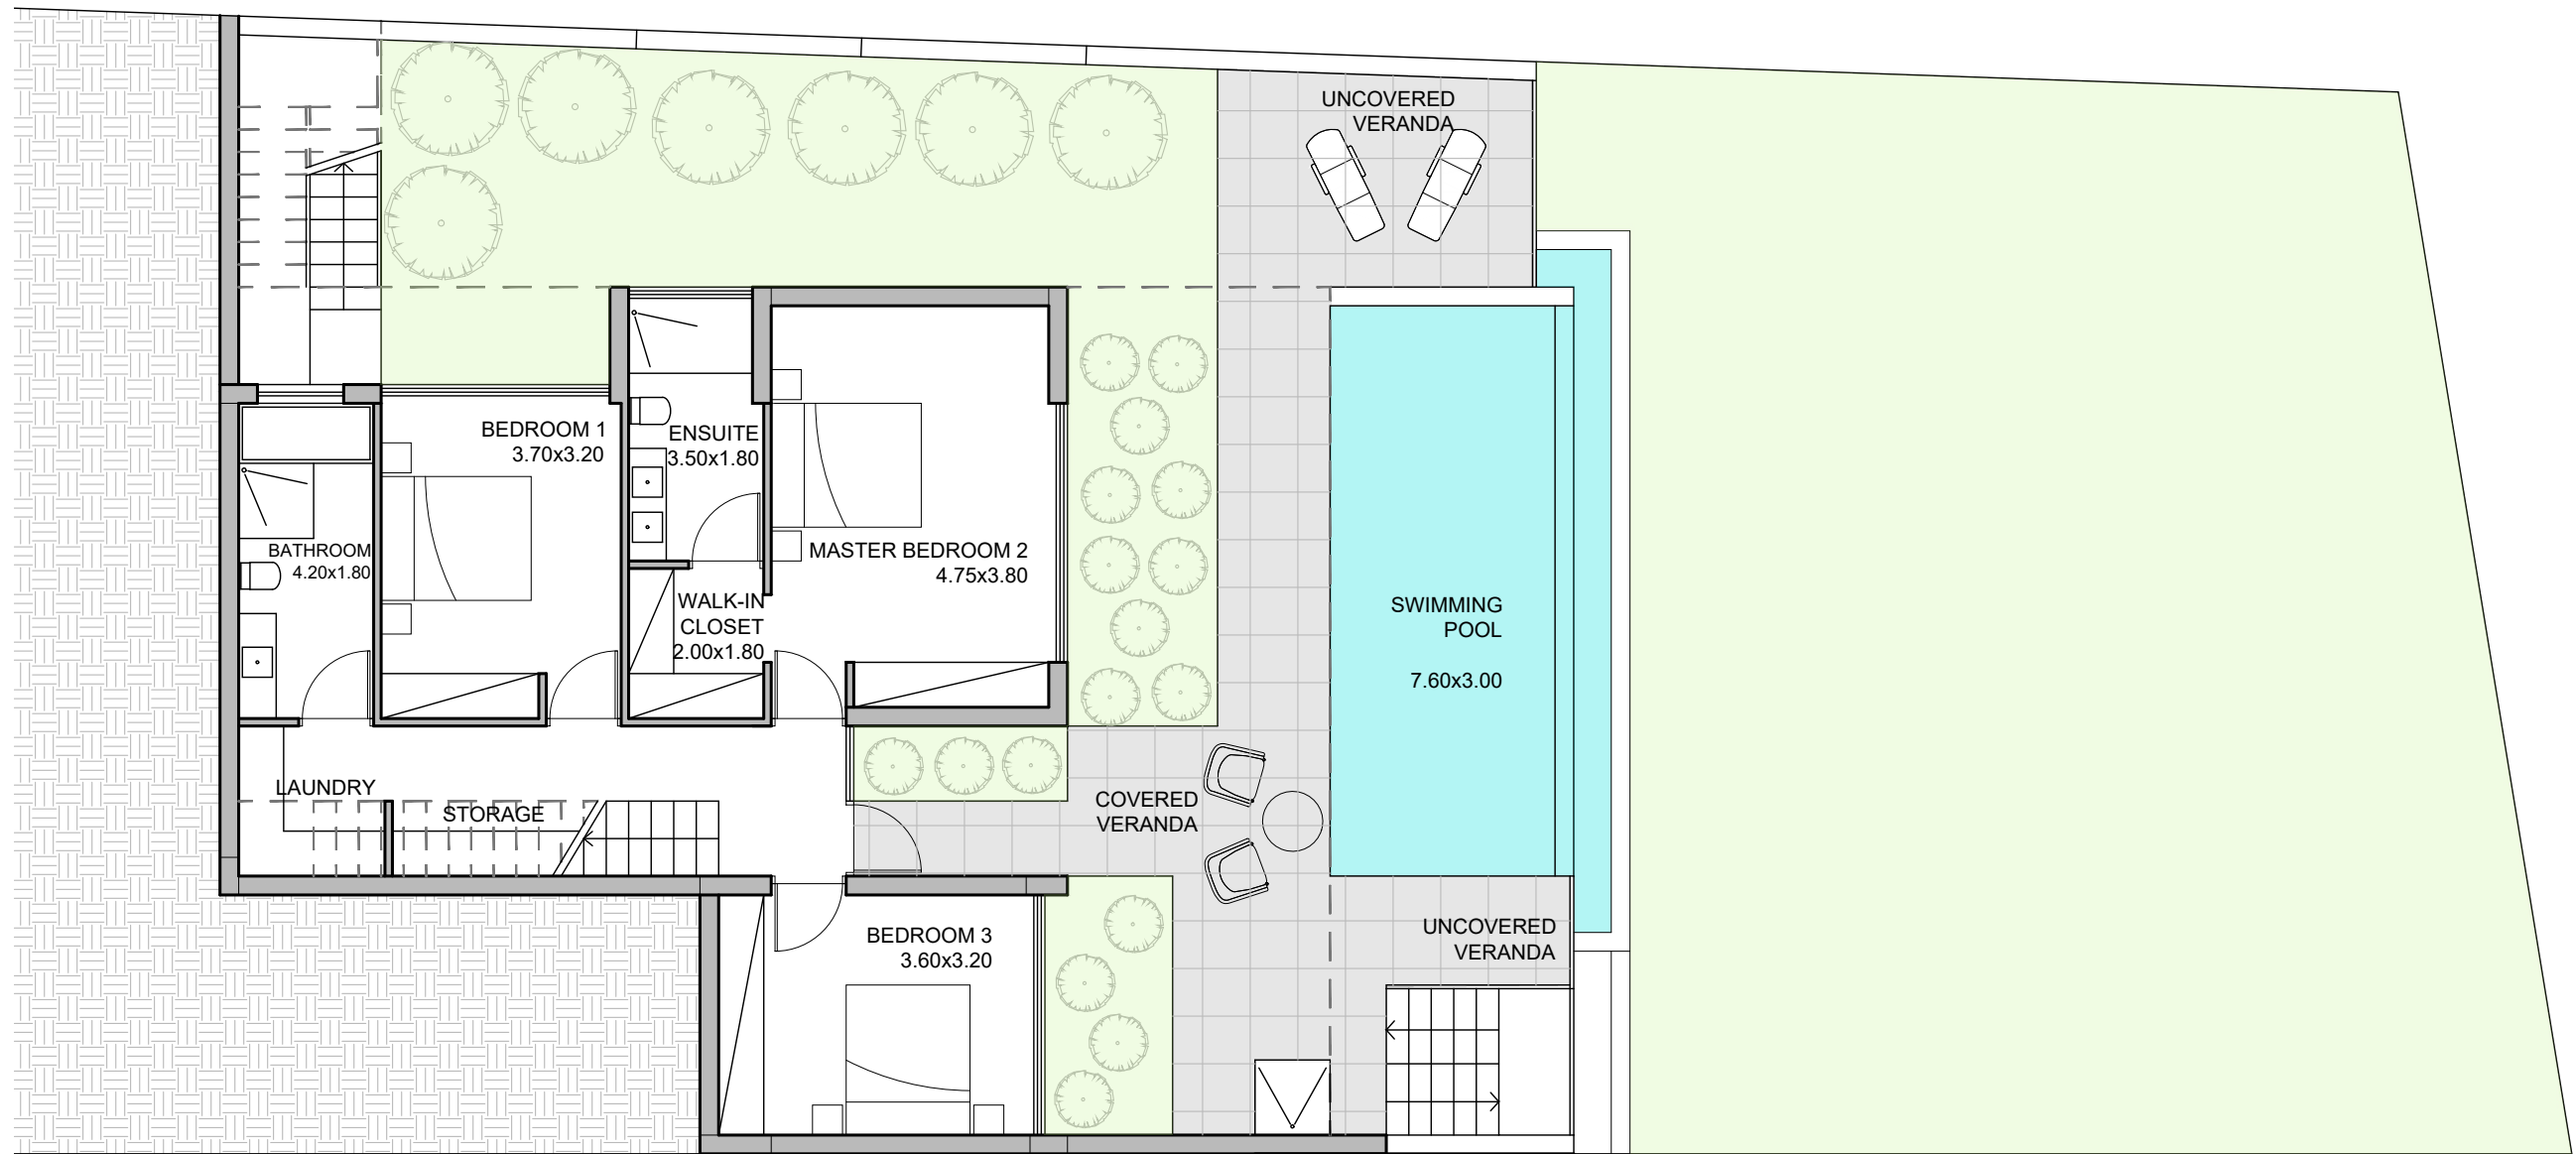 UNCOVERED
VERANDA
BEDROOM 1
3.70x3.20
ENSUITE
3.50x1.80
BATHROOM
4.20x1.80
MASTER BEDROOM 2
4.75x3.80
WALK-IN
CLOSET
2.00x1.80
SWIMMING
POOL
7.60x3.00
LAUNDRY
STORAGE
COVERED
VERANDA
BEDROOM 3
3.60x3.20
UNCOVERED
VERANDA